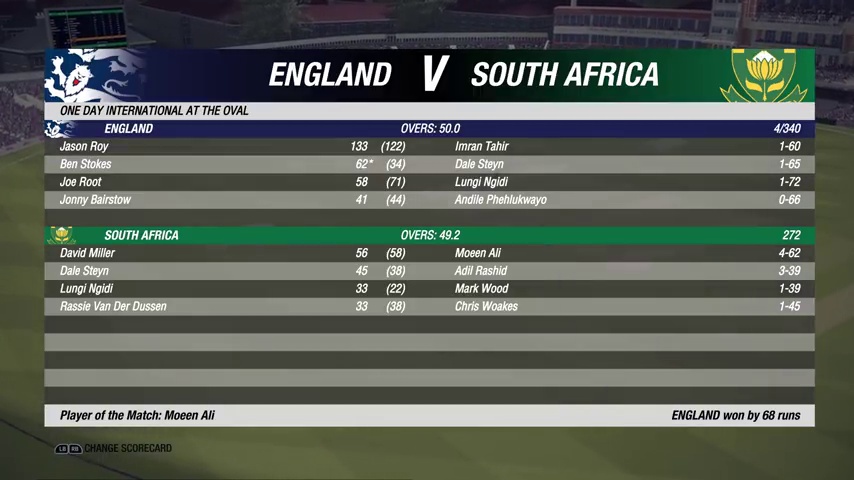 ENGLAND V SOUTH AFRICA
ONE DAY INTERNATIONAL AT THE OVAL
ENGLAND OVERS: 50.0 4/340
Jason Roy 133 (122) Imran Tahir 1-60
Ben Stokes 62* (34) Dale Steyn 1-65
Joe Root 58 (71) Lungi Ngidi 1-72
Jonny Bairstow 41 (44) Andile Phehlukwayo 0-66
SOUTH AFRICA OVERS: 49.2 272
David Miller 56 (58) Moeen Ali 4-62
Dale Steyn 45 (38) Adil Rashid 3-39
Lungi Ngidi 33 (22) Mark Wood 1-39
Rassie Van Der Dussen 33 (38) Chris Woakes 1-45
Player of the Match: Moeen Ali ENGLAND won by 68 runs
LB RB CHANGE SCORECARD